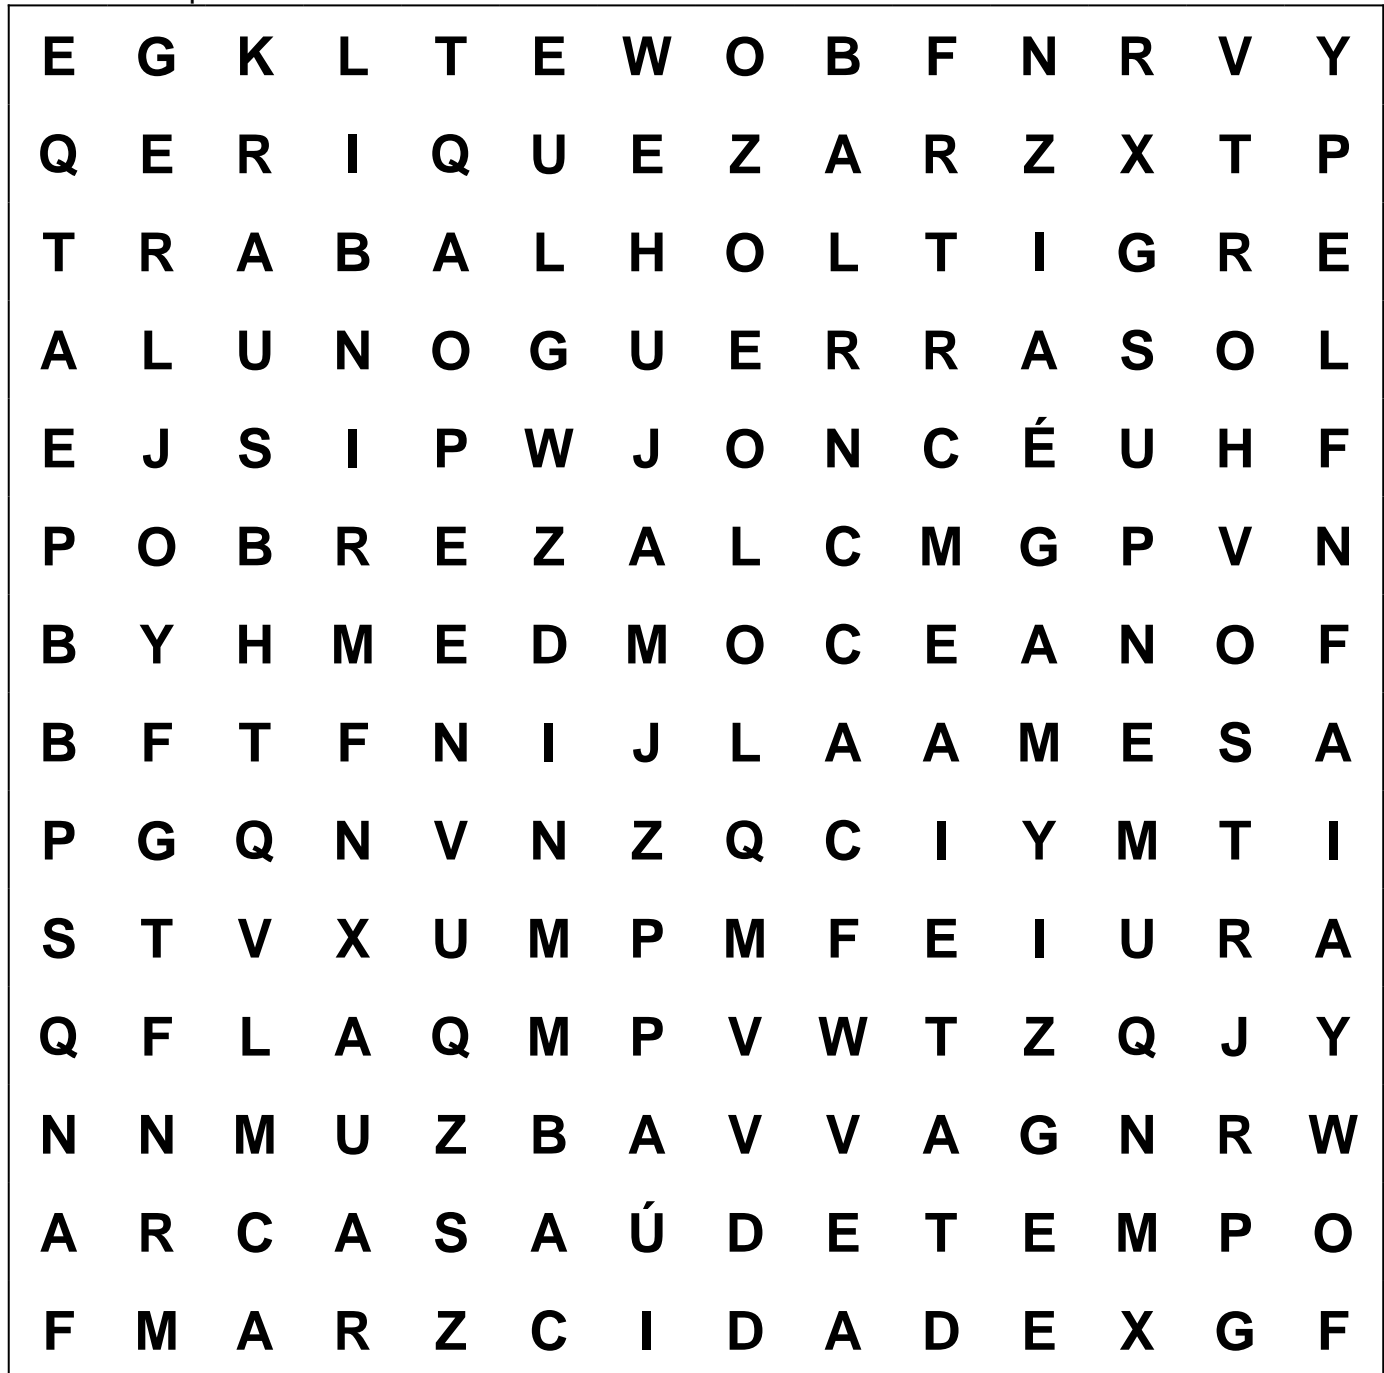 E G K L T E W O B F N R V Y
Q E R I Q U E Z A R Z X T P
T R A B A L H O L T I G R E
A L U N O G U E R R A S O L
E J S I P W J O N C É U H F
P O B R E Z A L C M G P V N
B Y H M E D M O C E A N O F
B F T F N I J L A A M E S A
P G Q N V N Z Q C I Y M T I
S T V X U M P M F E I U R A
Q F L A Q M P V W T Z Q J Y
N N M U Z B A V V A G N R W
A R C A S A Ú D E T E M P O
F M A R Z C I D A D E X G F